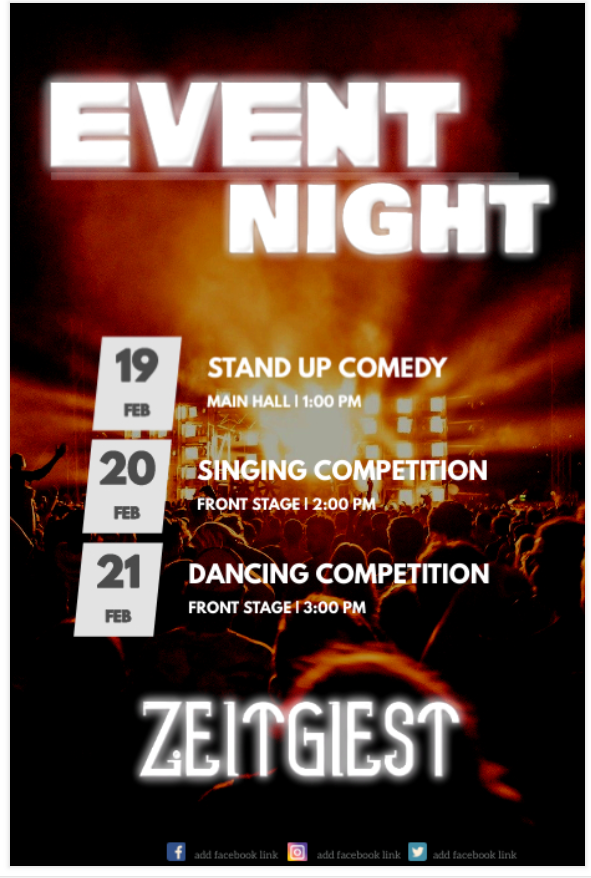 EVENT
NIGHT
19
FEB
STAND UP COMEDY
MAIN HALL | 1:00 PM
20
FEB
SINGING COMPETITION
FRONT STAGE | 2:00 PM
21
FEB
DANCING COMPETITION
FRONT STAGE | 3:00 PM
ZEITGIEST
add facebook link add facebook link add facebook link